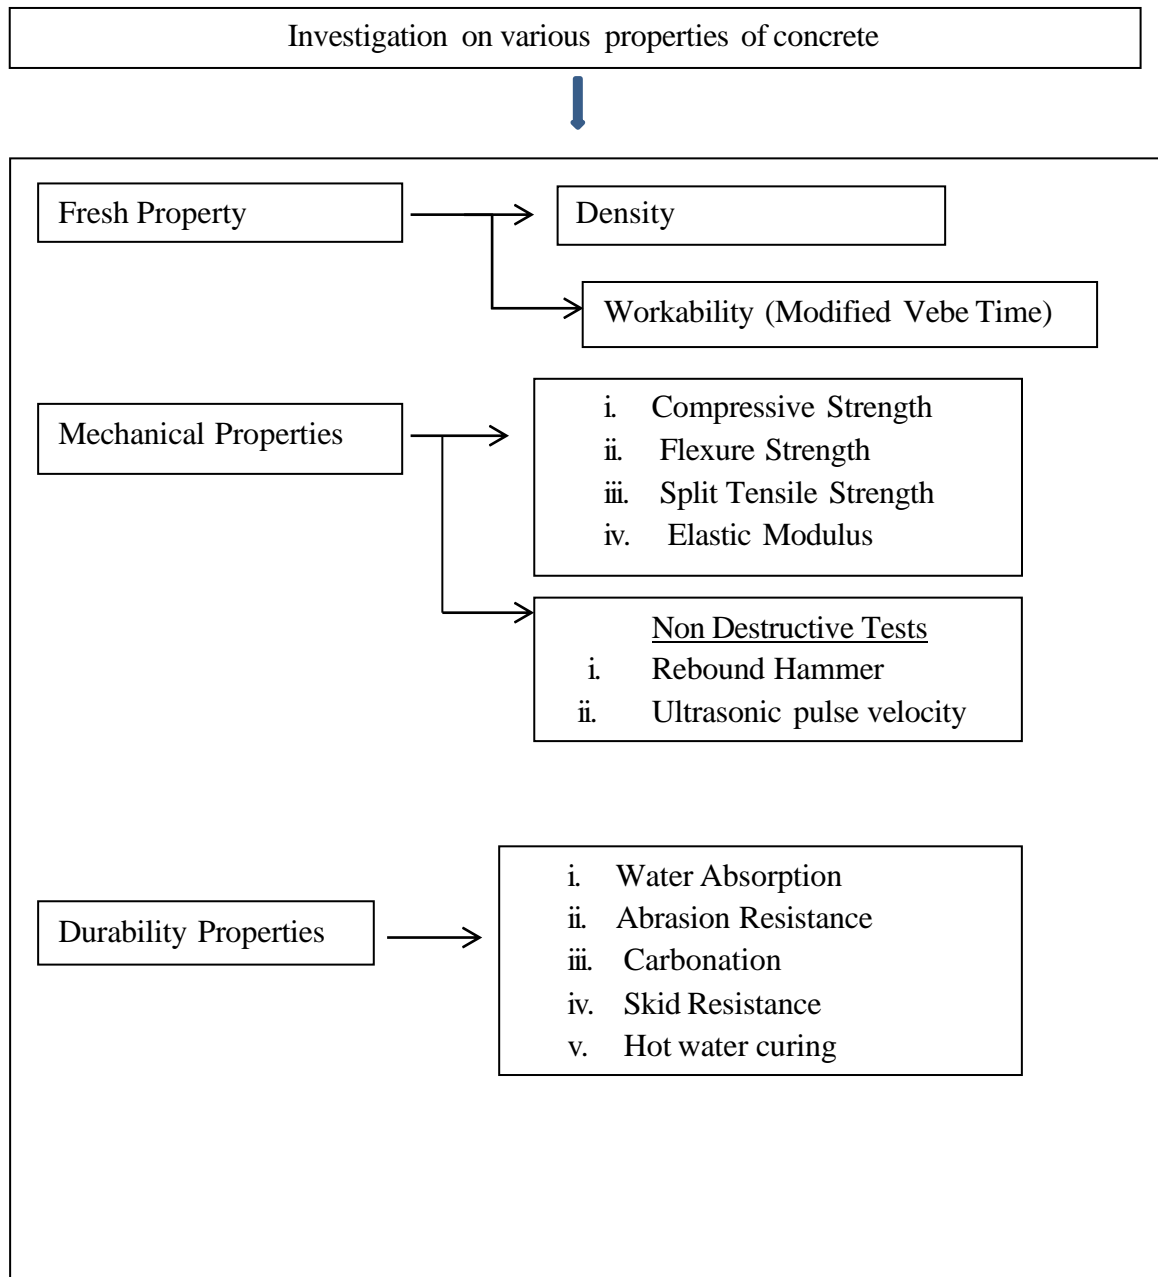 Investigation on various properties of concrete
Fresh Property
Density
Workability (Modified Vebe Time)
Mechanical Properties
i. Compressive Strength
ii. Flexure Strength
iii. Split Tensile Strength
iv. Elastic Modulus
Non Destructive Tests
i. Rebound Hammer
ii. Ultrasonic pulse velocity
Durability Properties
i. Water Absorption
ii. Abrasion Resistance
iii. Carbonation
iv. Skid Resistance
v. Hot water curing